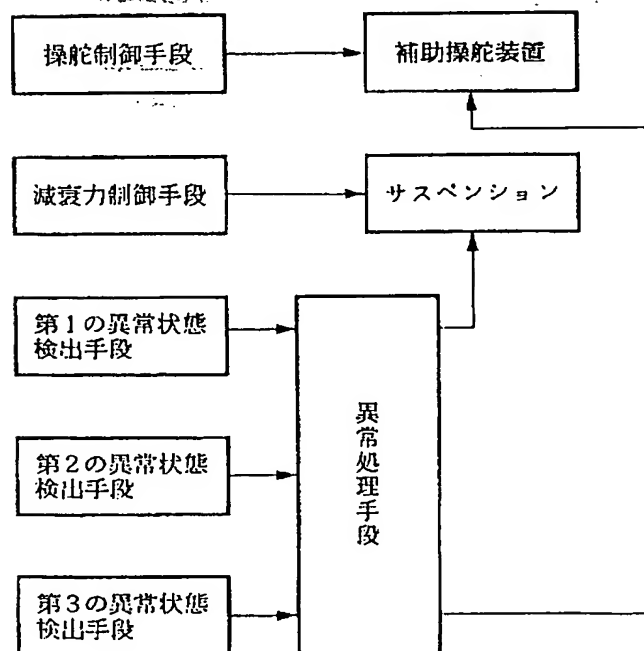 操舵制御手段
補助操舵装置
減衰力制御手段
サスペンション
第1の異常状態
検出手段
第2の異常状態
検出手段
第3の異常状態
検出手段
異常処理手段